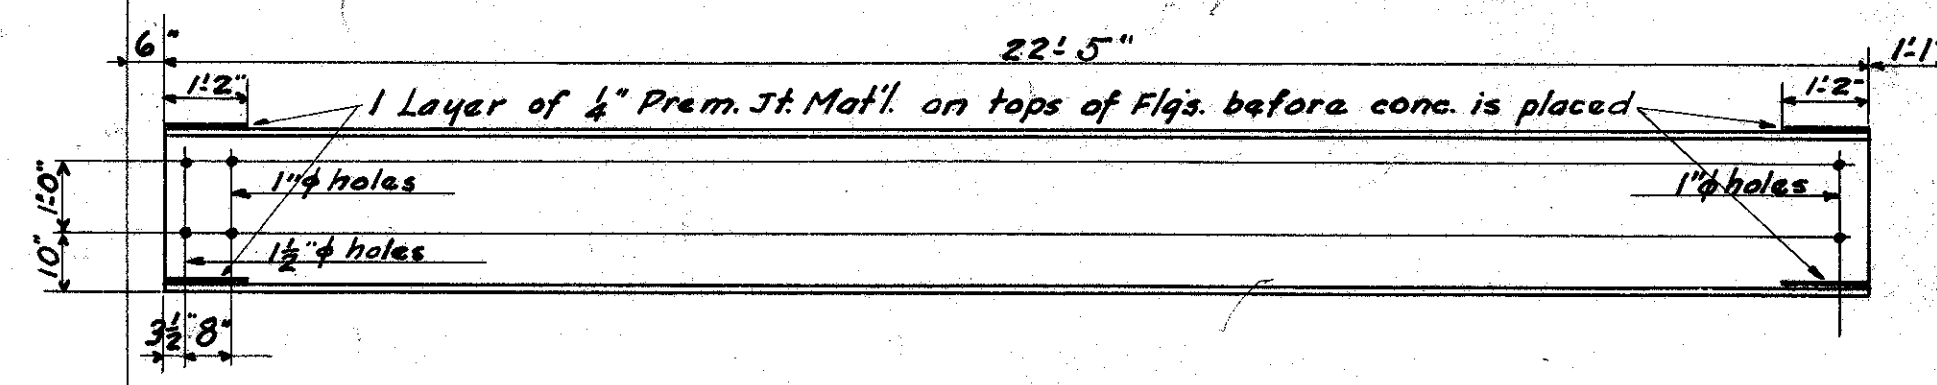 6"
22'-5"
1'-1"
1'-2"
1 Layer of 1/4" Prem. Jt. Mat'l. on tops of Flgs. before conc. is placed
1'-2"
1'-0"
1"φ holes
1"φ holes
10"
1 1/2"φ holes
3 1/2"
8"